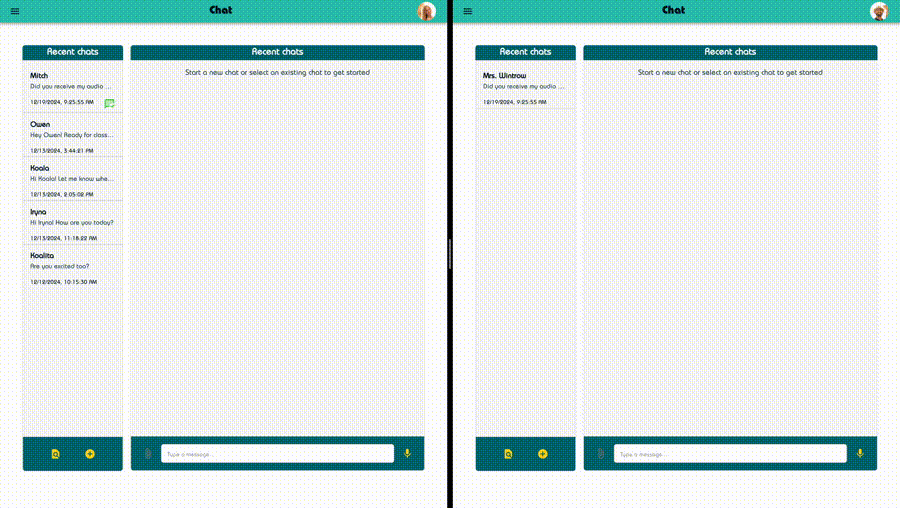 Chat
Recent chats
Mitch
Did you receive my audio ...
12/19/2024, 9:25:55 AM
Owen
Hey Owen! Ready for class...
12/13/2024, 3:44:21 PM
Koala
Hi Koala! Let me know whe...
12/13/2024, 2:05:02 PM
Iryna
Hi Iryna! How are you today?
12/13/2024, 11:18:22 AM
Koalita
Are you excited too?
12/12/2024, 10:15:30 AM
Recent chats
Start a new chat or select an existing chat to get started
Type a message...
Chat
Recent chats
Mrs. Wintrow
Did you receive my audio ...
12/19/2024, 9:25:55 AM
Recent chats
Start a new chat or select an existing chat to get started
Type a message...